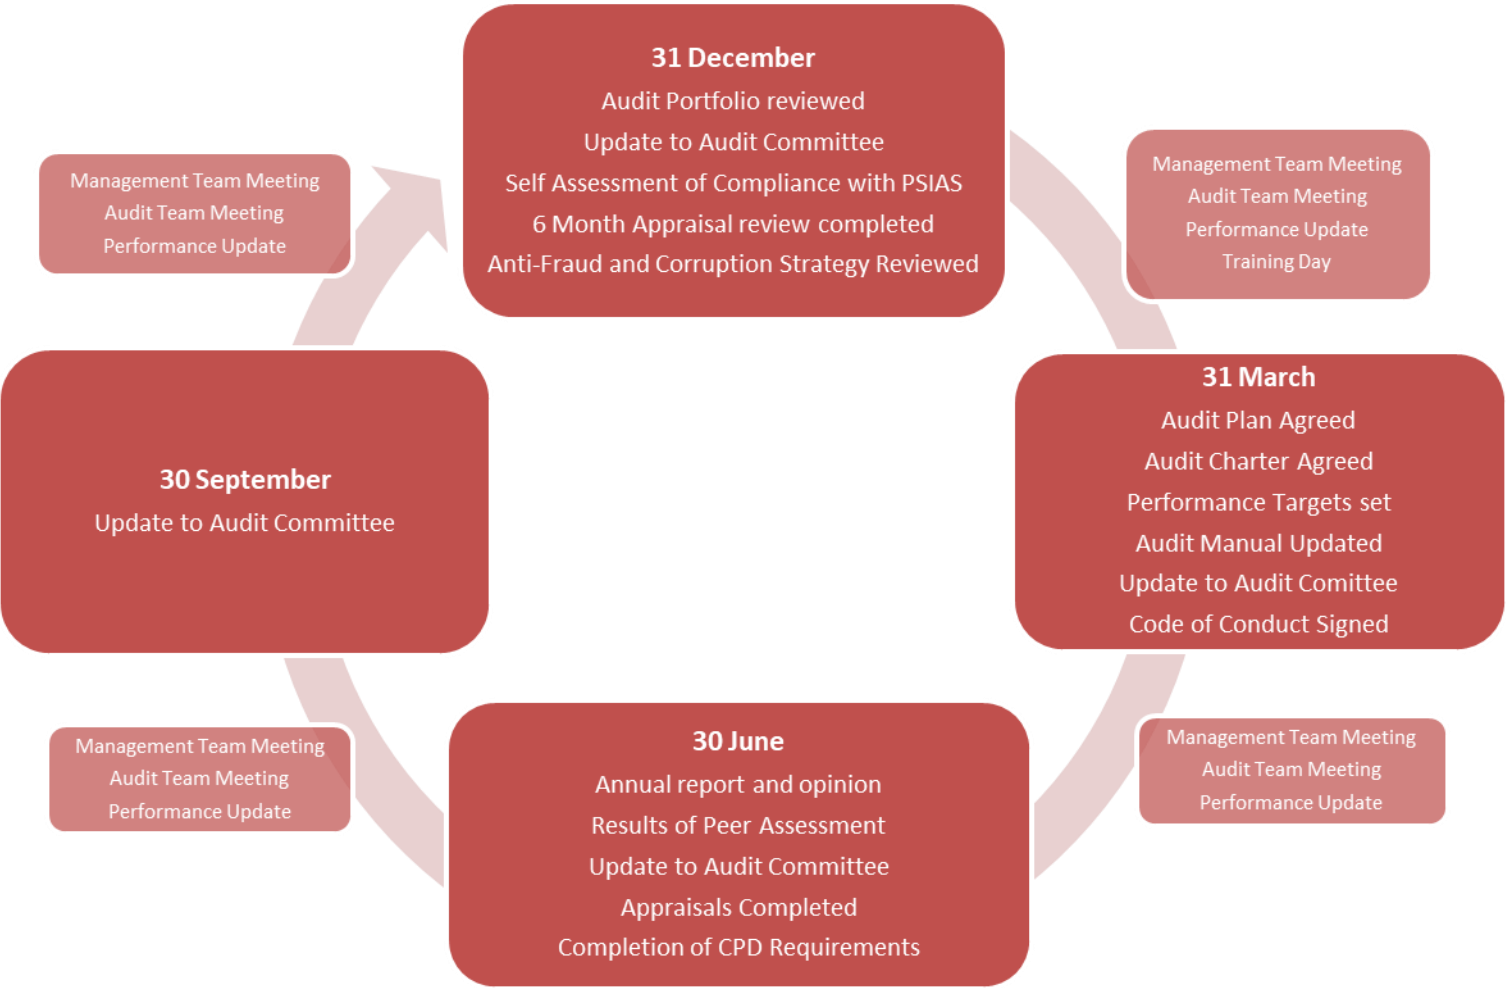 31 December
Audit Portfolio reviewed
Update to Audit Committee
Self Assessment of Compliance with PSIAS
6 Month Appraisal review completed
Anti-Fraud and Corruption Strategy Reviewed
Management Team Meeting
Audit Team Meeting
Performance Update
Training Day
31 March
Audit Plan Agreed
Audit Charter Agreed
Performance Targets set
Audit Manual Updated
Update to Audit Comittee
Code of Conduct Signed
Management Team Meeting
Audit Team Meeting
Performance Update
30 June
Annual report and opinion
Results of Peer Assessment
Update to Audit Committee
Appraisals Completed
Completion of CPD Requirements
Management Team Meeting
Audit Team Meeting
Performance Update
30 September
Update to Audit Committee
Management Team Meeting
Audit Team Meeting
Performance Update